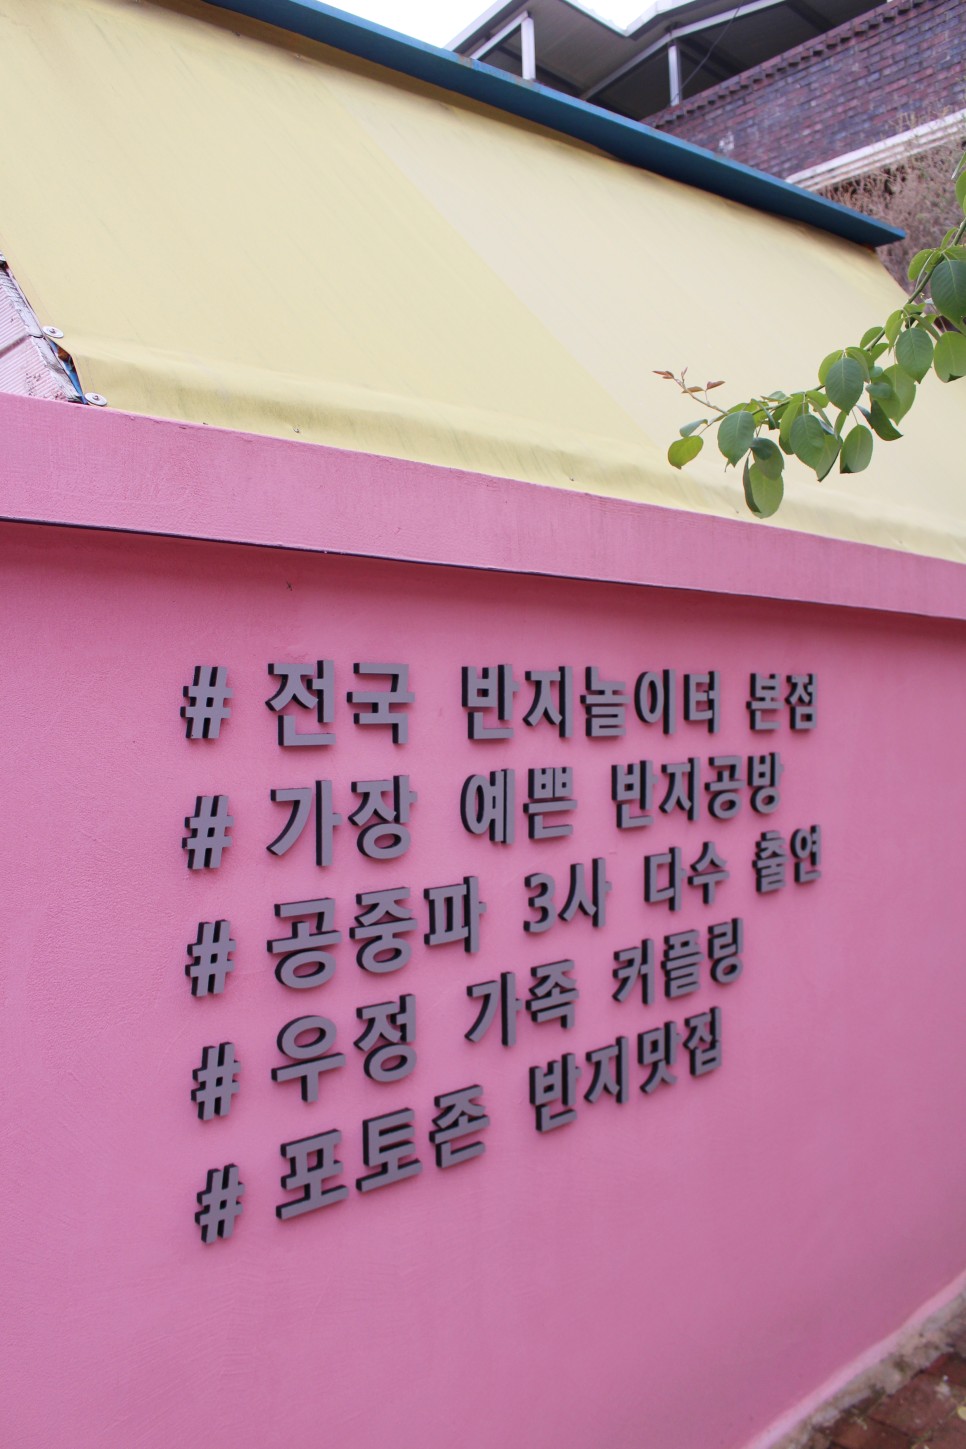 # 전국 반지놀이터 본점
# 가장 예쁜 반지공방
# 공중파 3사 다수 출연
# 우정 가족 커플링
# 포토존 반지맛집